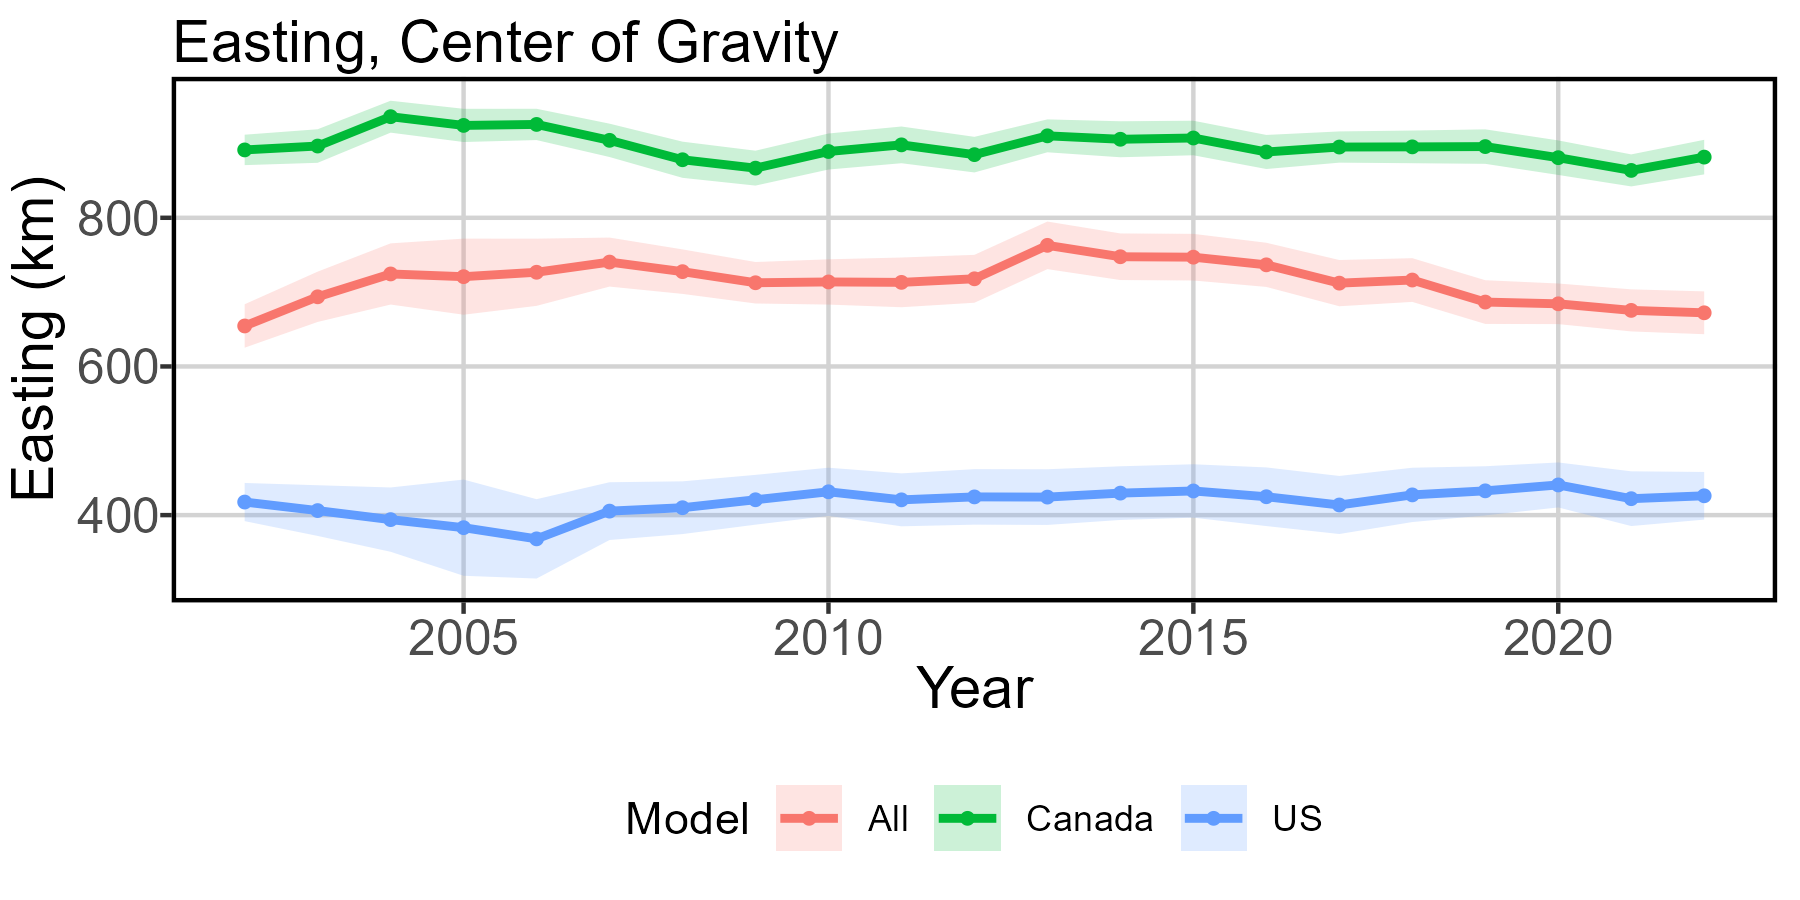 Easting, Center of Gravity
Easting (km)
800
600
400
2005 2010 2015 2020
Year
Model All Canada US